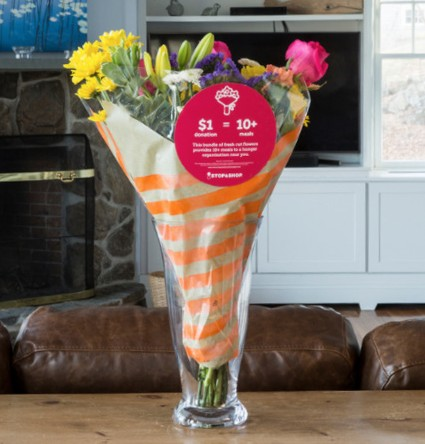 $1 = 10+
donation meals
This bundle of fresh cut flowers
provides 10+ meals to a hunger
organization near you.
STOP&SHOP